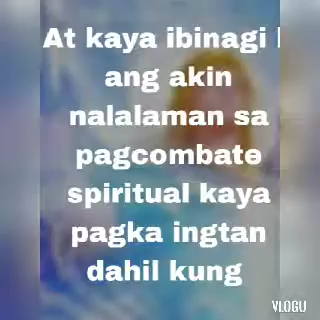 At kaya ibinagi
ang akin
nalalaman sa
pagcombate
spiritual kaya
pagka ingtan
dahil kung
VLOGU